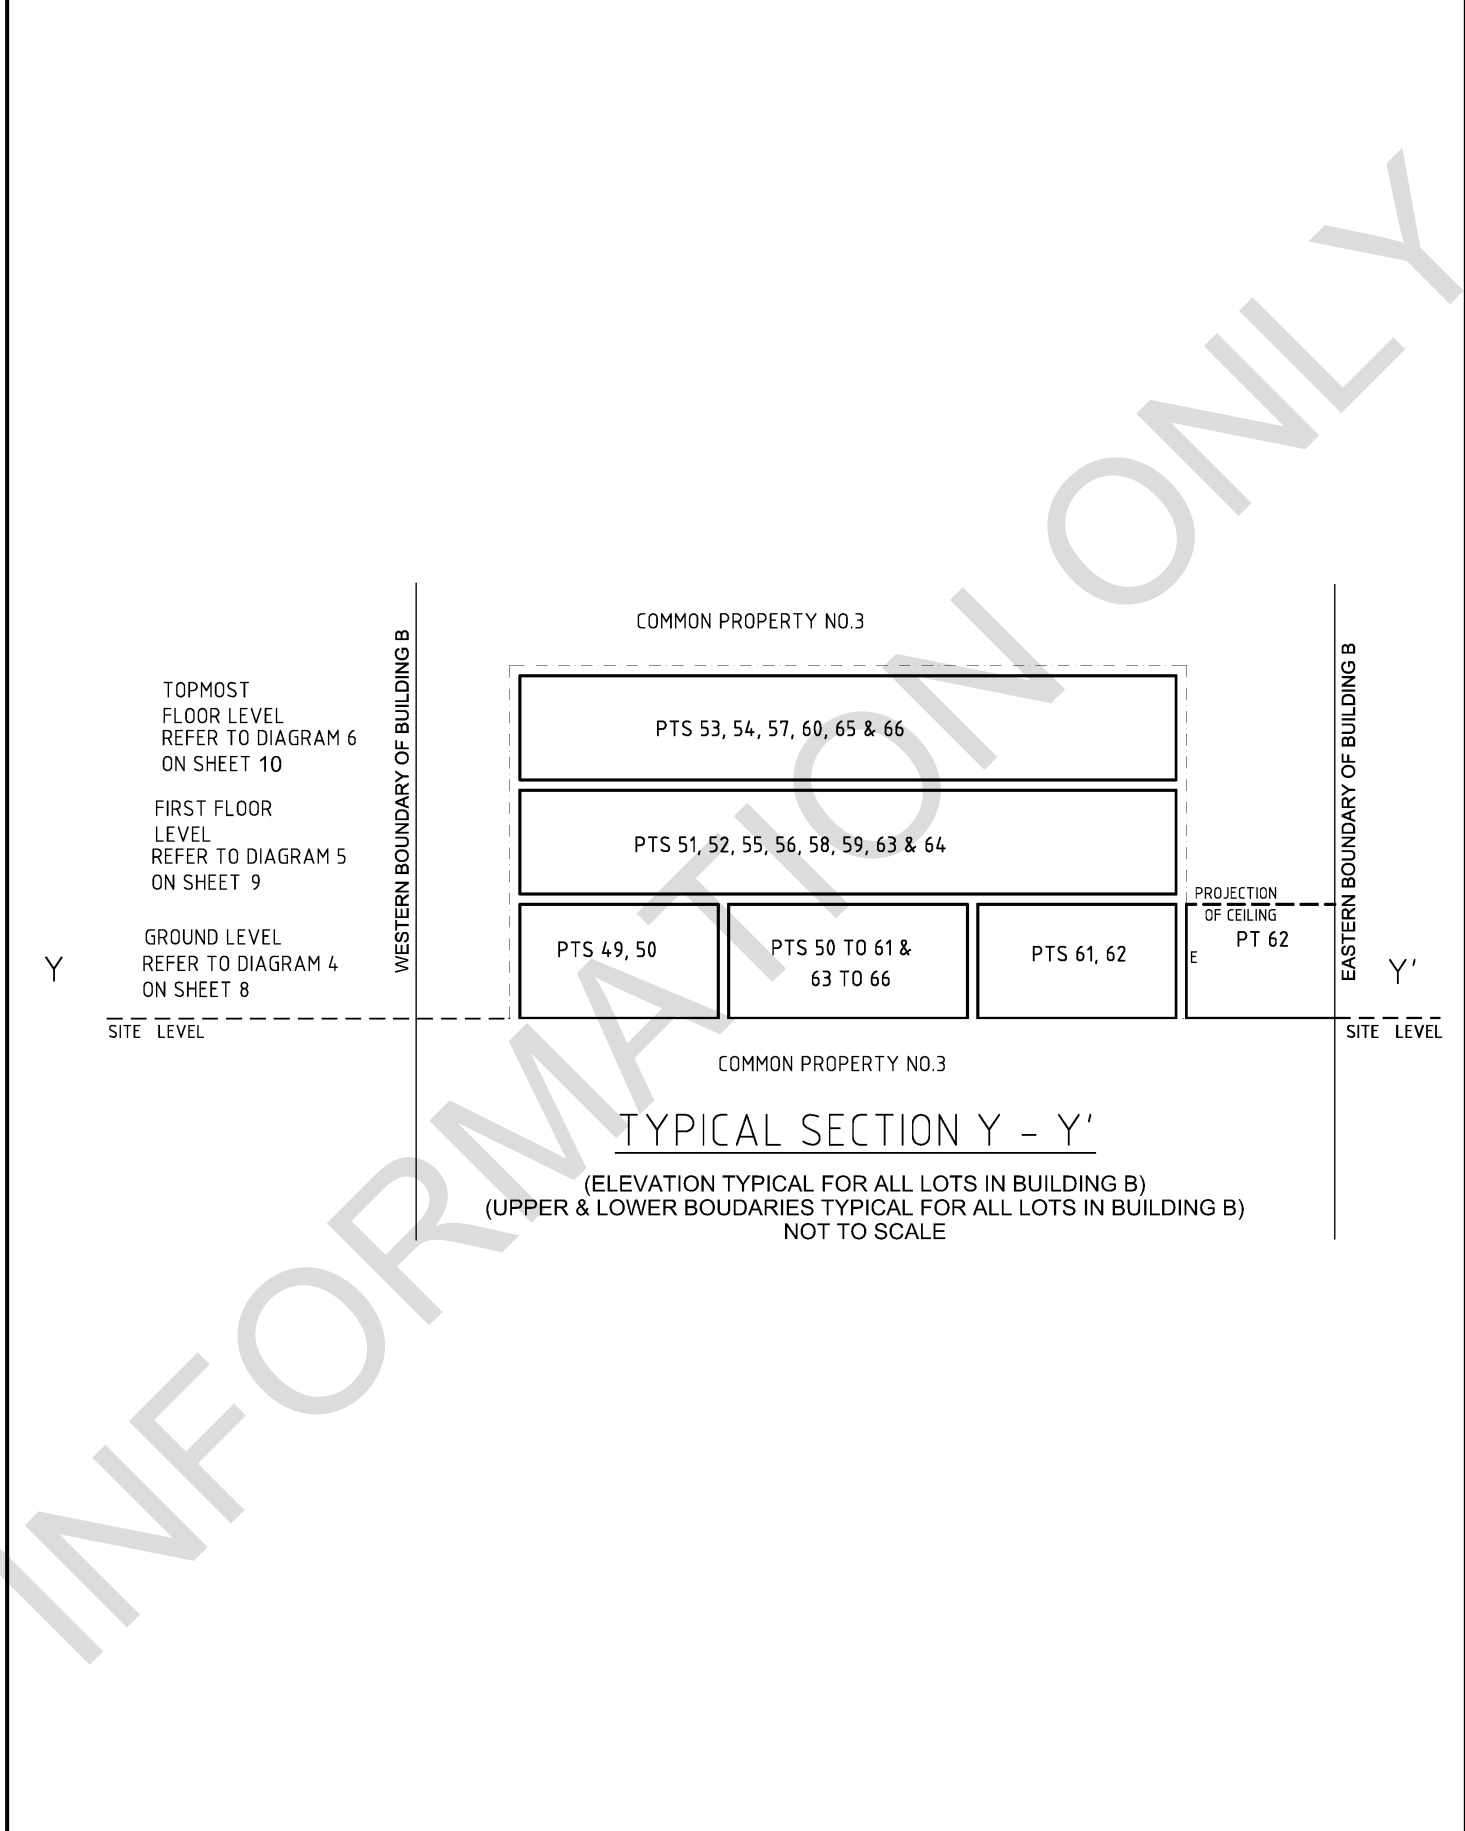 COMMON PROPERTY NO.3
WESTERN BOUNDARY OF BUILDING B
EASTERN BOUNDARY OF BUILDING B
TOPMOST
FLOOR LEVEL
REFER TO DIAGRAM 6
ON SHEET 10
PTS 53, 54, 57, 60, 65 & 66
FIRST FLOOR
LEVEL
REFER TO DIAGRAM 5
ON SHEET 9
PTS 51, 52, 55, 56, 58, 59, 63 & 64
PROJECTION
OF CEILING
PT 62
E
GROUND LEVEL
REFER TO DIAGRAM 4
ON SHEET 8
PTS 49, 50
PTS 50 TO 61 &
63 TO 66
PTS 61, 62
Y
Y'
SITE LEVEL
SITE LEVEL
COMMON PROPERTY NO.3
TYPICAL SECTION Y - Y'
(ELEVATION TYPICAL FOR ALL LOTS IN BUILDING B)
(UPPER & LOWER BOUDARIES TYPICAL FOR ALL LOTS IN BUILDING B)
NOT TO SCALE
INFORMATION ONLY